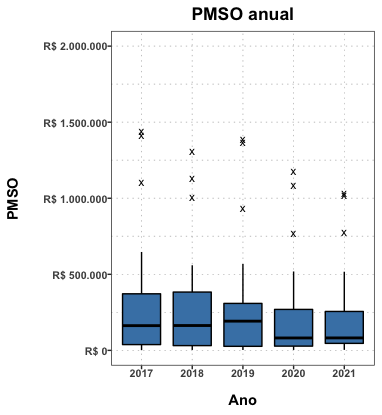 PMSO anual
R$ 2.000.000
R$ 1.500.000
R$ 1.000.000
R$ 500.000
R$ 0
PMSO
2017 2018 2019 2020 2021
Ano